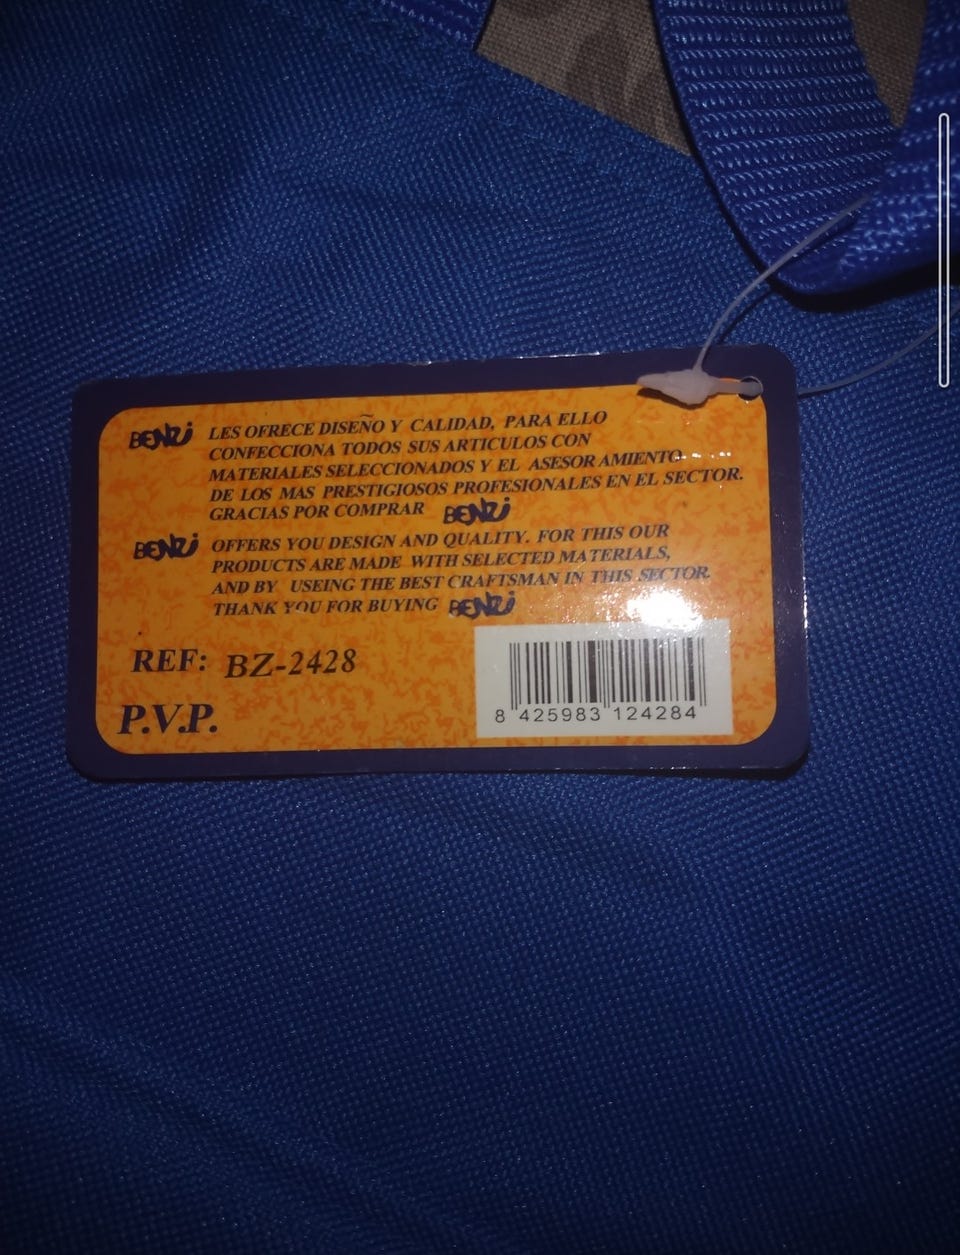 BENZI LES OFRECE DISEÑO Y CALIDAD, PARA ELLO
CONFECCIONA TODOS SUS ARTICULOS CON
MATERIALES SELECCIONADOS Y EL ASESOR AMIENTO
DE LOS MAS PRESTIGIOSOS PROFESIONALES EN EL SECTOR.
GRACIAS POR COMPRAR BENZI
BENZI OFFERS YOU DESIGN AND QUALITY. FOR THIS OUR
PRODUCTS ARE MADE WITH SELECTED MATERIALS,
AND BY USEING THE BEST CRAFTSMAN IN THIS SECTOR.
THANK YOU FOR BUYING BENZI
REF: BZ-2428
P.V.P.
8 425983 124284